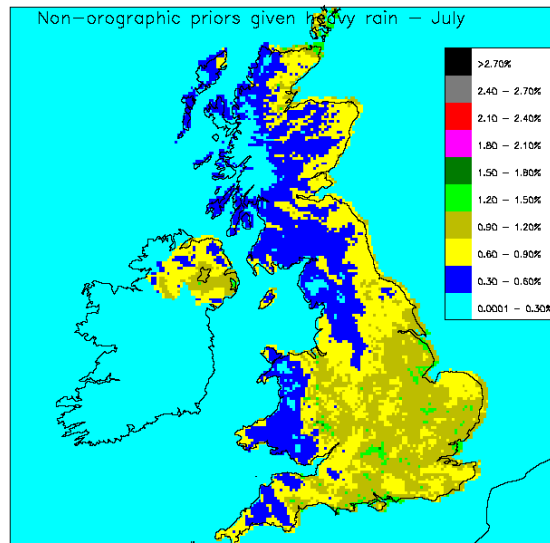 Non-orographic priors given heavy rain - July
>2.70%
2.40 - 2.70%
2.10 - 2.40%
1.80 - 2.10%
1.50 - 1.80%
1.20 - 1.50%
0.90 - 1.20%
0.60 - 0.90%
0.30 - 0.60%
0.0001 - 0.30%